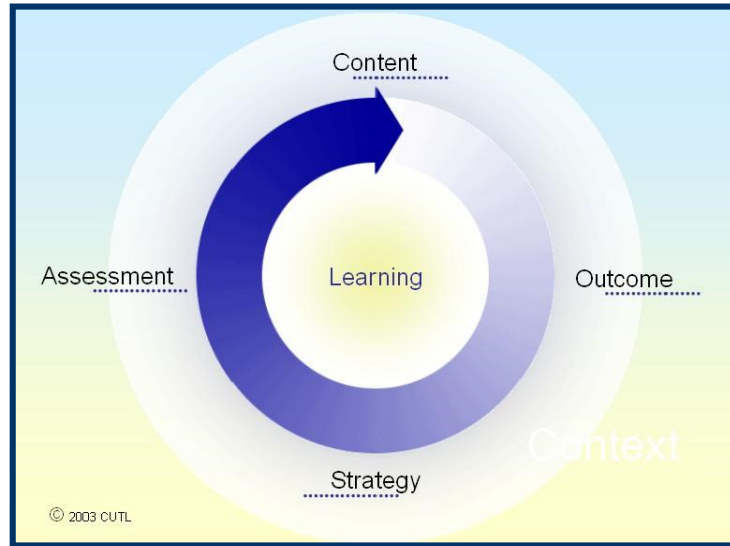 Content
Assessment
Learning
Outcome
Context
Strategy
© 2003 CUTL